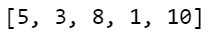 [5, 3, 8, 1, 10]